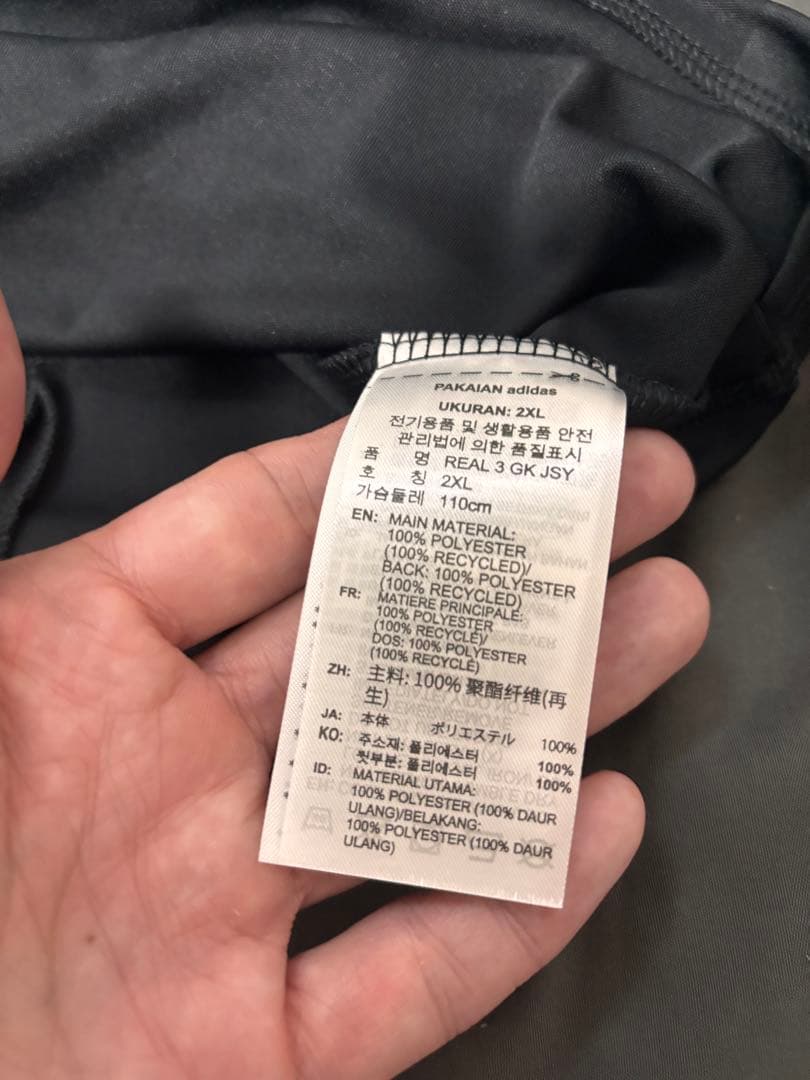 PAKAIAN adidas
UKURAN: 2XL
전기용품 및 생활용품 안전
관리법에 의한 품질표시
품 명 REAL 3 GK JSY
호 칭 2XL
가슴둘레 110cm
EN: MAIN MATERIAL:
100% POLYESTER
(100% RECYCLED)/
BACK: 100% POLYESTER
(100% RECYCLED)
FR: MATIERE PRINCIPALE:
100% POLYESTER
(100% RECYCLÉ)/
DOS: 100% POLYESTER
(100% RECYCLÉ)
ZH: 主料: 100% 聚酯纤维(再
生)
JA: 本体 ポリエステル 100%
KO: 주소재: 폴리에스터 100%
뒷부분: 폴리에스터 100%
ID: MATERIAL UTAMA:
100% POLYESTER (100% DAUR
ULANG)/BELAKANG:
100% POLYESTER (100% DAUR
ULANG)